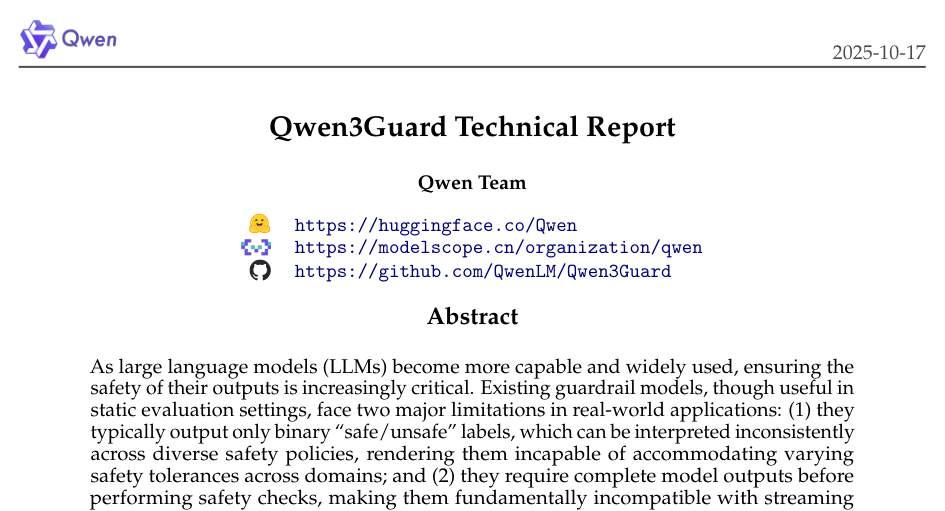 Qwen
2025-10-17
Qwen3Guard Technical Report
Qwen Team
https://huggingface.co/Qwen
https://modelscope.cn/organization/qwen
https://github.com/QwenLM/Qwen3Guard
Abstract
As large language models (LLMs) become more capable and widely used, ensuring the
safety of their outputs is increasingly critical. Existing guardrail models, though useful in
static evaluation settings, face two major limitations in real-world applications: (1) they
typically output only binary “safe/unsafe” labels, which can be interpreted inconsistently
across diverse safety policies, rendering them incapable of accommodating varying
safety tolerances across domains; and (2) they require complete model outputs before
performing safety checks, making them fundamentally incompatible with streaming